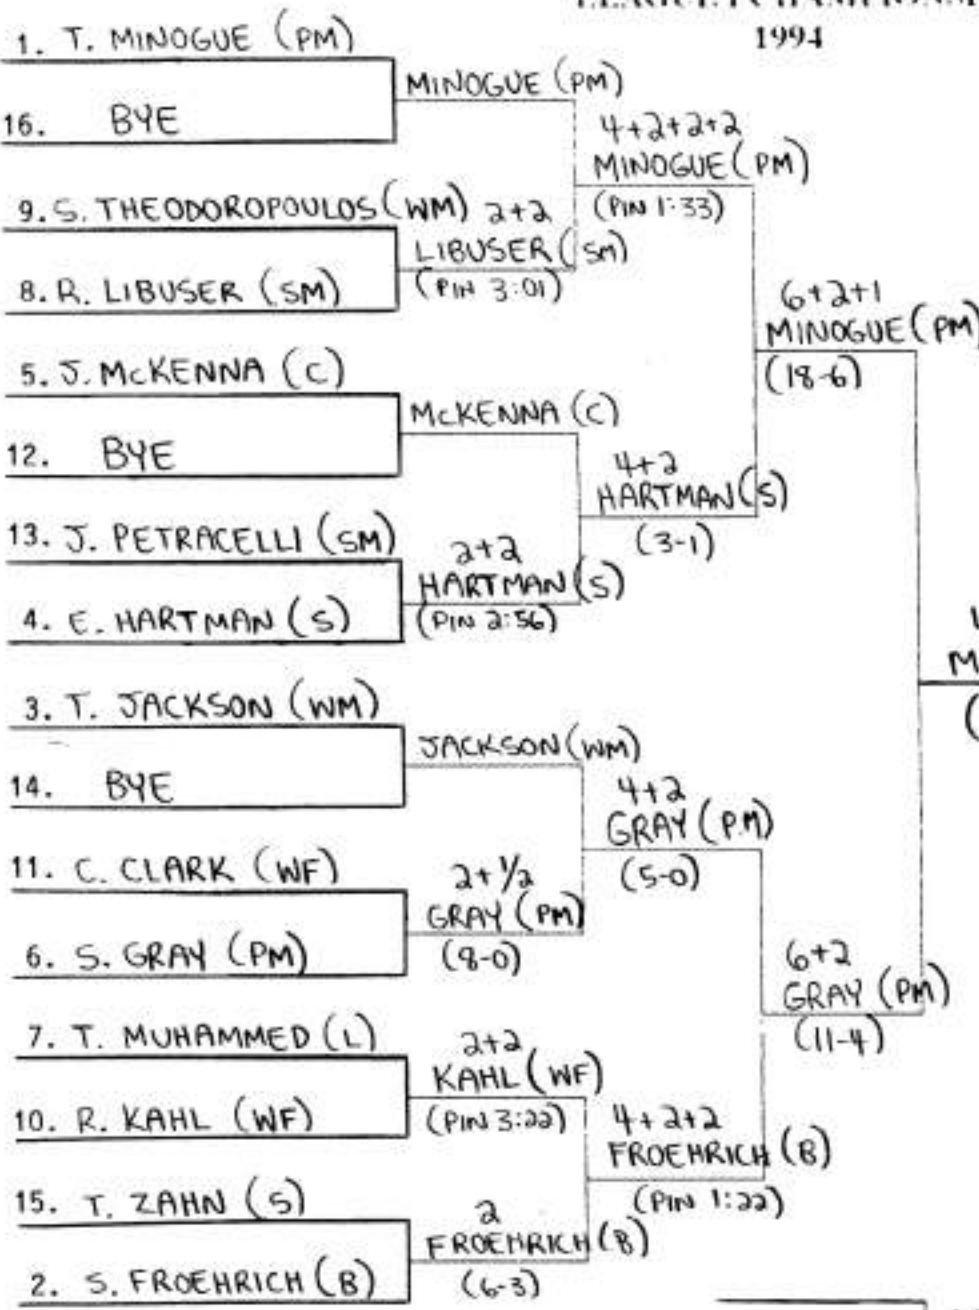 1994
1. T. MINOGUE (PM)
16. BYE
MINOGUE (PM)
9. S. THEODOROPOULOS (WM)
8. R. LIBUSER (SM)
2+2
LIBUSER (SM)
(PIN 3:01)
4+2+2+2
MINOGUE (PM)
(PIN 1:33)
5. J. McKENNA (C)
12. BYE
McKENNA (C)
13. J. PETRACELLI (SM)
4. E. HARTMAN (S)
2+2
HARTMAN (S)
(PIN 2:56)
4+2
HARTMAN (S)
(3-1)
6+2+1
MINOGUE (PM)
(18-6)
3. T. JACKSON (WM)
14. BYE
JACKSON (WM)
11. C. CLARK (WF)
6. S. GRAY (PM)
2+1/2
GRAY (PM)
(8-0)
4+2
GRAY (PM)
(5-0)
7. T. MUHAMMED (L)
10. R. KAHL (WF)
2+2
KAHL (WF)
(PIN 3:22)
15. T. ZAHN (S)
2. S. FROEHRICH (B)
2
FROEHRICH (B)
(6-3)
4+2+2
FROEHRICH (B)
(PIN 1:22)
6+2
GRAY (PM)
(11-4)
M
(